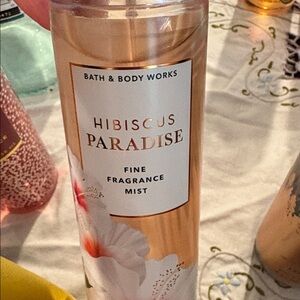 BATH & BODY WORKS
HIBISCUS
PARADISE
FINE
FRAGRANCE
MIST